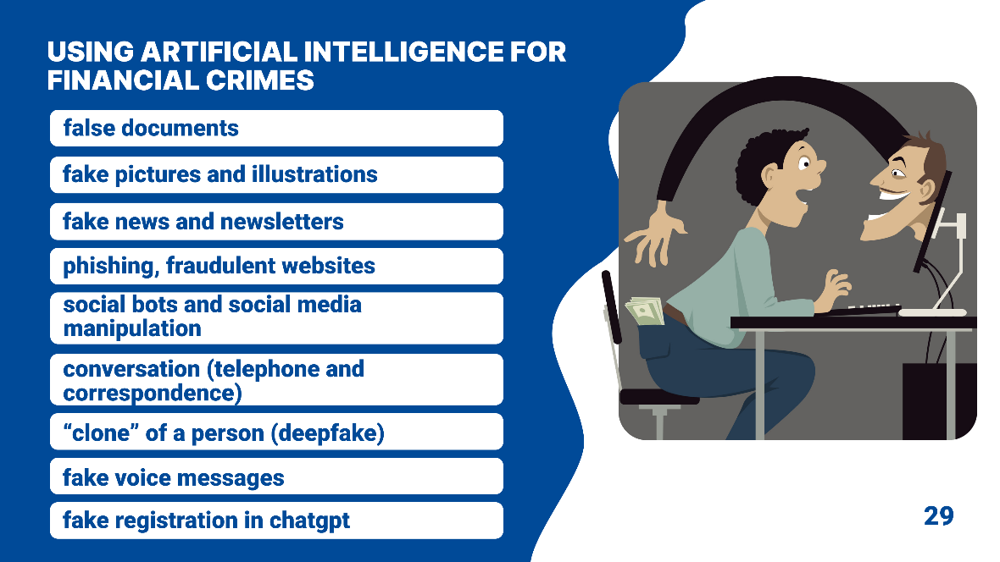 USING ARTIFICIAL INTELLIGENCE FOR
FINANCIAL CRIMES
false documents
fake pictures and illustrations
fake news and newsletters
phishing, fraudulent websites
social bots and social media
manipulation
conversation (telephone and
correspondence)
“clone” of a person (deepfake)
fake voice messages
fake registration in chatgpt
29